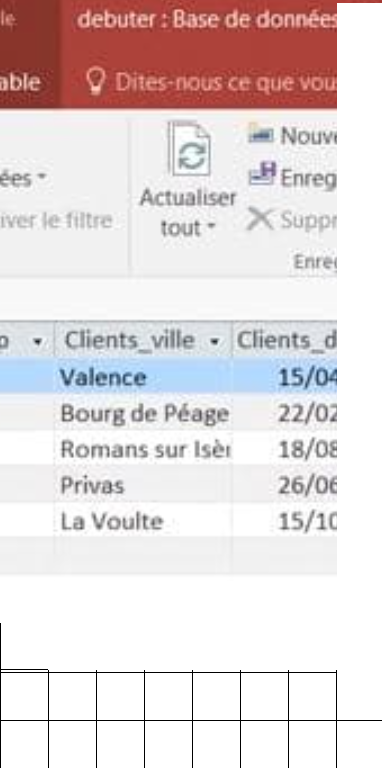 le debuter : Base de données
able Dites-nous ce que vou
Nouve
ées
Enreg
Actualiser
iver le filtre
tout
Suppr
Enreg
p Clients_ville Clients_d
Valence 15/04
Bourg de Péage 22/02
Romans sur Isèr 18/08
Privas 26/06
La Voulte 15/10